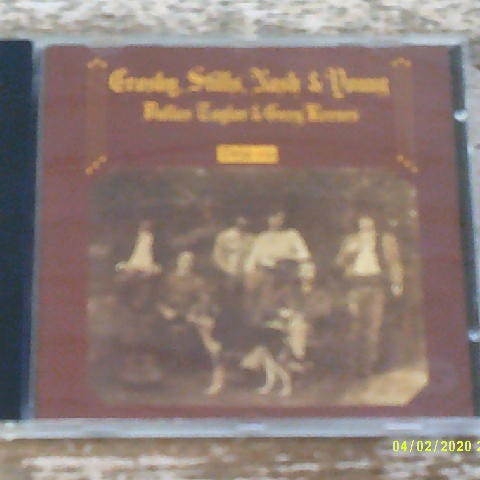 Crosby, Stills, Nash & Young
Dallas Taylor & Greg Reeves
04/02/2020